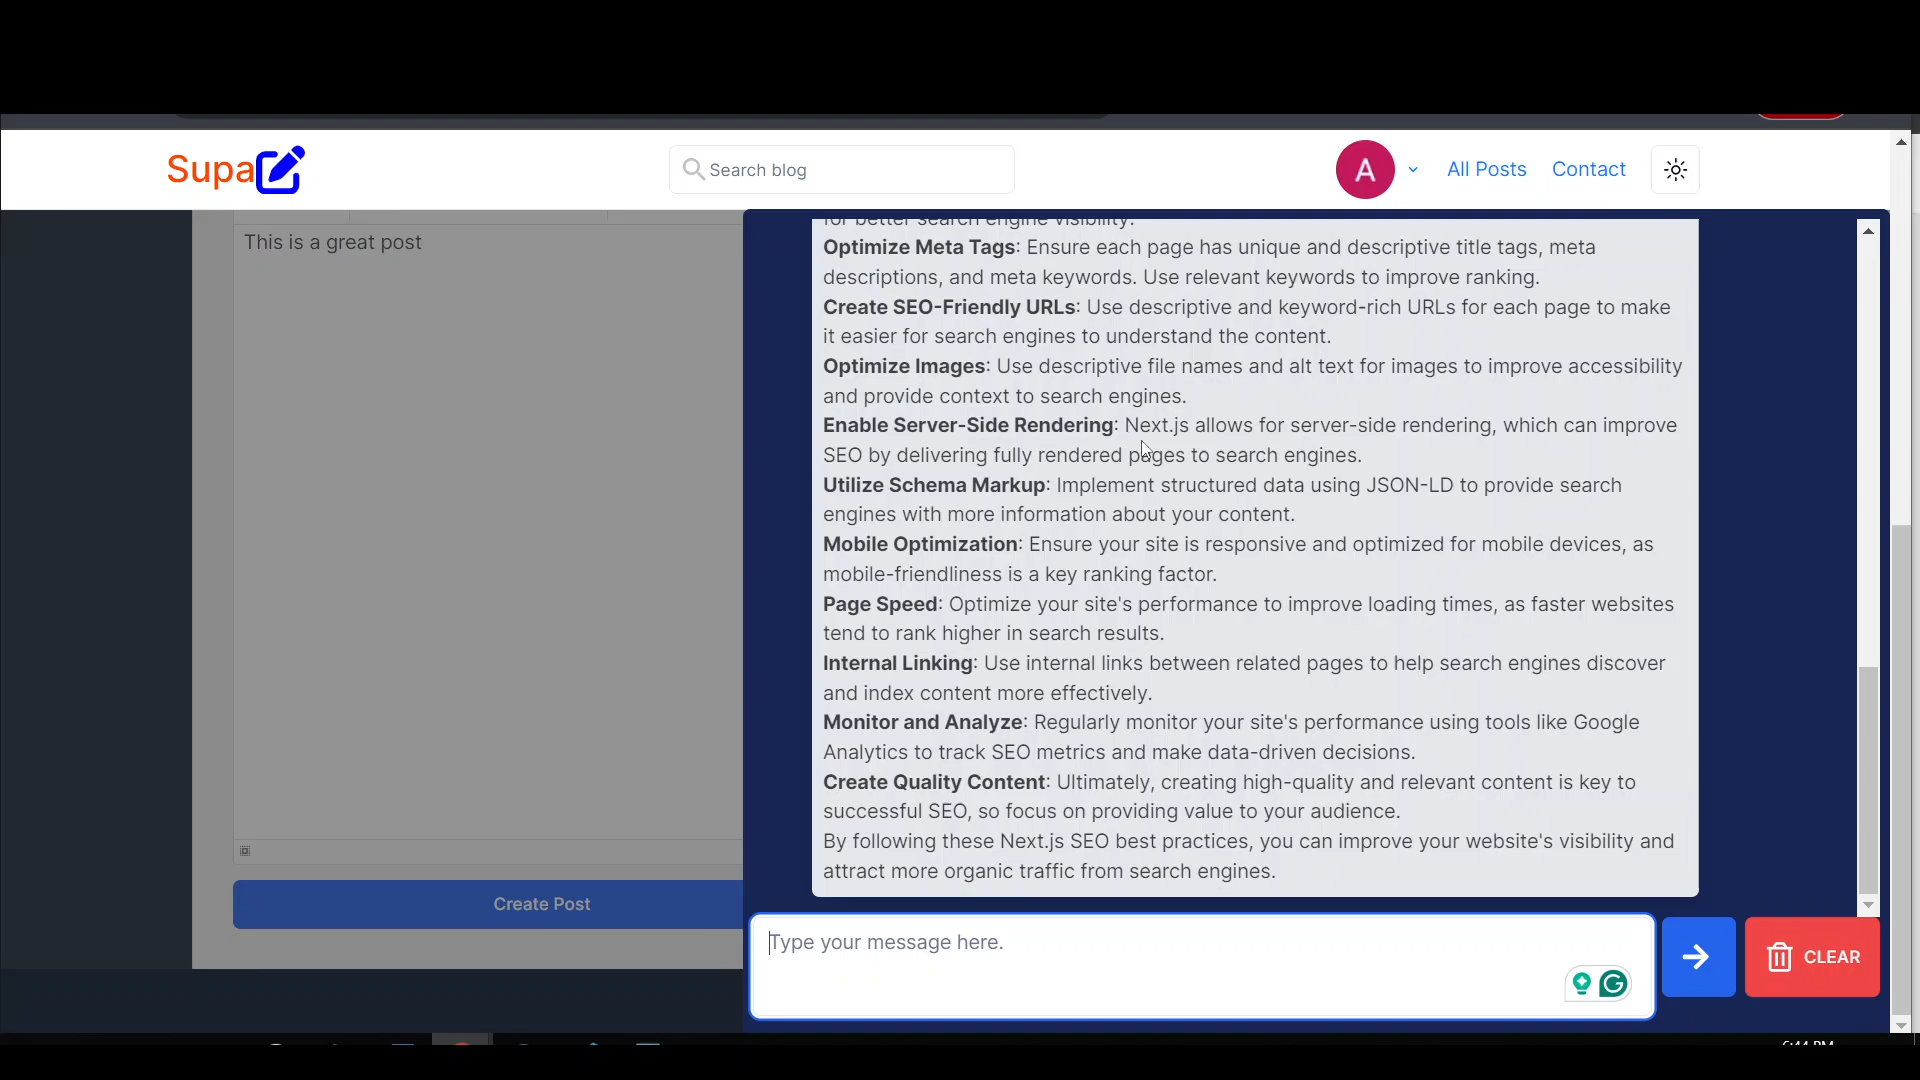 Supa
Search blog
A
All Posts
Contact
This is a great post
Create Post
for better search engine visibility.
Optimize Meta Tags: Ensure each page has unique and descriptive title tags, meta
descriptions, and meta keywords. Use relevant keywords to improve ranking.
Create SEO-Friendly URLs: Use descriptive and keyword-rich URLs for each page to make
it easier for search engines to understand the content.
Optimize Images: Use descriptive file names and alt text for images to improve accessibility
and provide context to search engines.
Enable Server-Side Rendering: Next.js allows for server-side rendering, which can improve
SEO by delivering fully rendered pages to search engines.
Utilize Schema Markup: Implement structured data using JSON-LD to provide search
engines with more information about your content.
Mobile Optimization: Ensure your site is responsive and optimized for mobile devices, as
mobile-friendliness is a key ranking factor.
Page Speed: Optimize your site's performance to improve loading times, as faster websites
tend to rank higher in search results.
Internal Linking: Use internal links between related pages to help search engines discover
and index content more effectively.
Monitor and Analyze: Regularly monitor your site's performance using tools like Google
Analytics to track SEO metrics and make data-driven decisions.
Create Quality Content: Ultimately, creating high-quality and relevant content is key to
successful SEO, so focus on providing value to your audience.
By following these Next.js SEO best practices, you can improve your website's visibility and
attract more organic traffic from search engines.
Type your message here.
CLEAR
6:44 PM